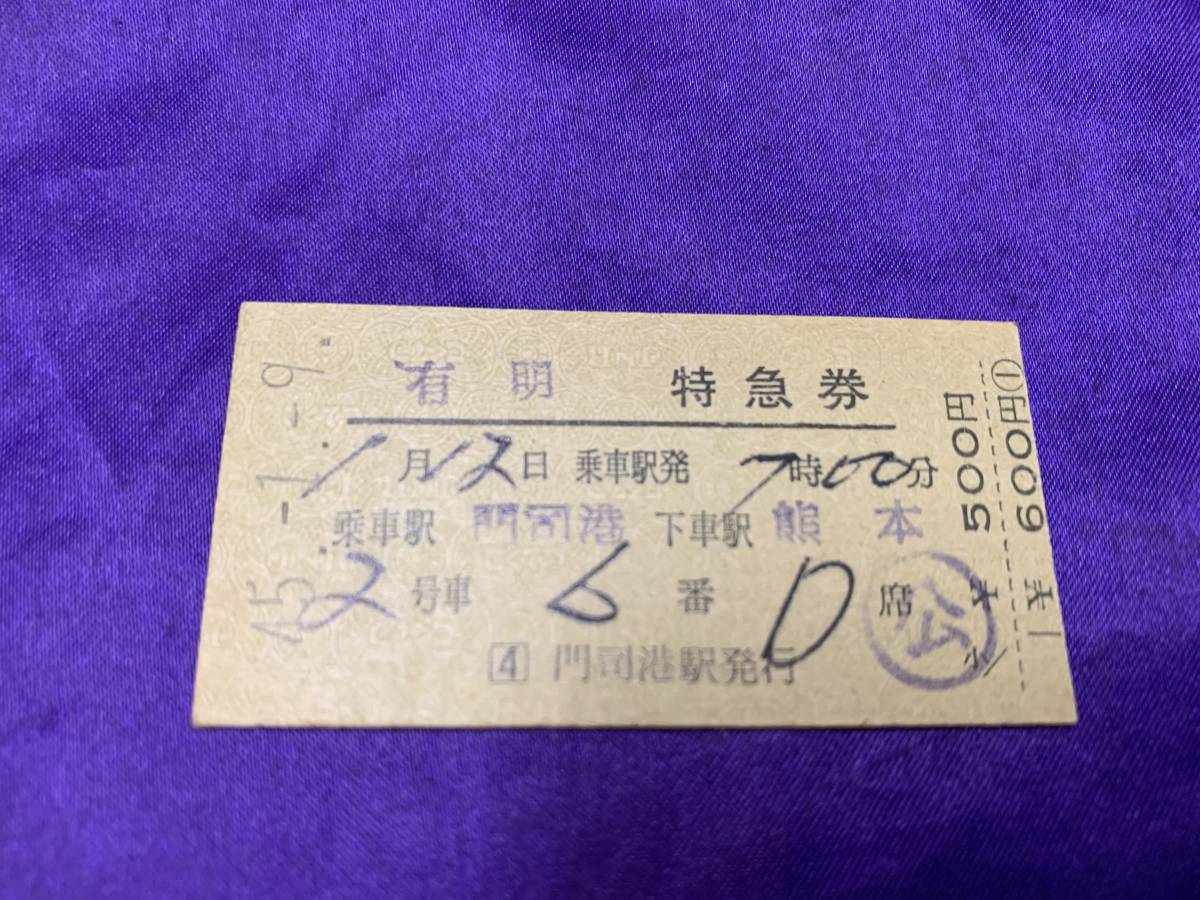 有明 特急券
1月12日 乗車駅発 7時00分
乗車駅 門司港 下車駅 熊本
2号車 6番 D席
4 門司港駅発行
公
45.-1.-9.
500円
① 600円